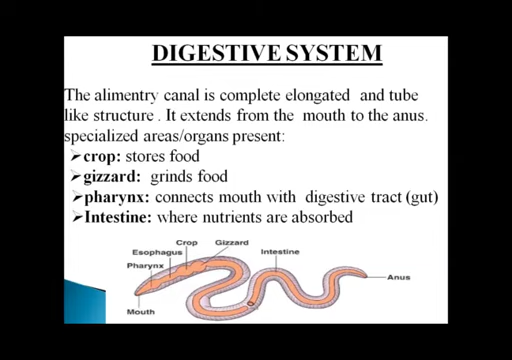 DIGESTIVE SYSTEM
The alimentry canal is complete elongated and tube
like structure . It extends from the mouth to the anus.
specialized areas/organs present:
➢crop: stores food
➢gizzard: grinds food
➢pharynx: connects mouth with digestive tract (gut)
➢Intestine: where nutrients are absorbed
Crop Gizzard
Esophagus Intestine
Pharynx
Anus
Mouth